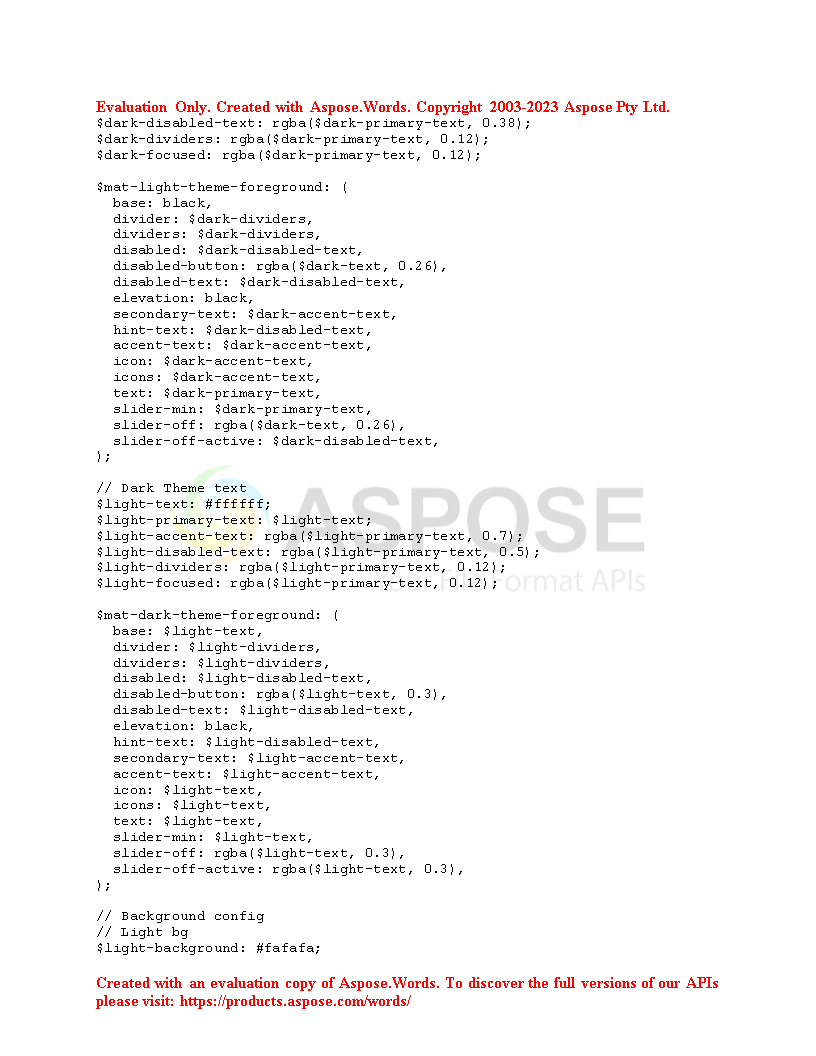 Evaluation Only. Created with Aspose.Words. Copyright 2003-2023 Aspose Pty Ltd.
$dark-disabled-text: rgba($dark-primary-text, 0.38);
$dark-dividers: rgba($dark-primary-text, 0.12);
$dark-focused: rgba($dark-primary-text, 0.12);

$mat-light-theme-foreground: (
  base: black,
  divider: $dark-dividers,
  dividers: $dark-dividers,
  disabled: $dark-disabled-text,
  disabled-button: rgba($dark-text, 0.26),
  disabled-text: $dark-disabled-text,
  elevation: black,
  secondary-text: $dark-accent-text,
  hint-text: $dark-disabled-text,
  accent-text: $dark-accent-text,
  icon: $dark-accent-text,
  icons: $dark-accent-text,
  text: $dark-primary-text,
  slider-min: $dark-primary-text,
  slider-off: rgba($dark-text, 0.26),
  slider-off-active: $dark-disabled-text,
);

// Dark Theme text
$light-text: #ffffff;
$light-primary-text: $light-text;
$light-accent-text: rgba($light-primary-text, 0.7);
$light-disabled-text: rgba($light-primary-text, 0.5);
$light-dividers: rgba($light-primary-text, 0.12);
$light-focused: rgba($light-primary-text, 0.12);
ASPOSE
File Format APIs

$mat-dark-theme-foreground: (
  base: $light-text,
  divider: $light-dividers,
  dividers: $light-dividers,
  disabled: $light-disabled-text,
  disabled-button: rgba($light-text, 0.3),
  disabled-text: $light-disabled-text,
  elevation: black,
  hint-text: $light-disabled-text,
  secondary-text: $light-accent-text,
  accent-text: $light-accent-text,
  icon: $light-text,
  icons: $light-text,
  text: $light-text,
  slider-min: $light-text,
  slider-off: rgba($light-text, 0.3),
  slider-off-active: rgba($light-text, 0.3),
);

// Background config
// Light bg
$light-background: #fafafa;

Created with an evaluation copy of Aspose.Words. To discover the full versions of our APIs
please visit: https://products.aspose.com/words/